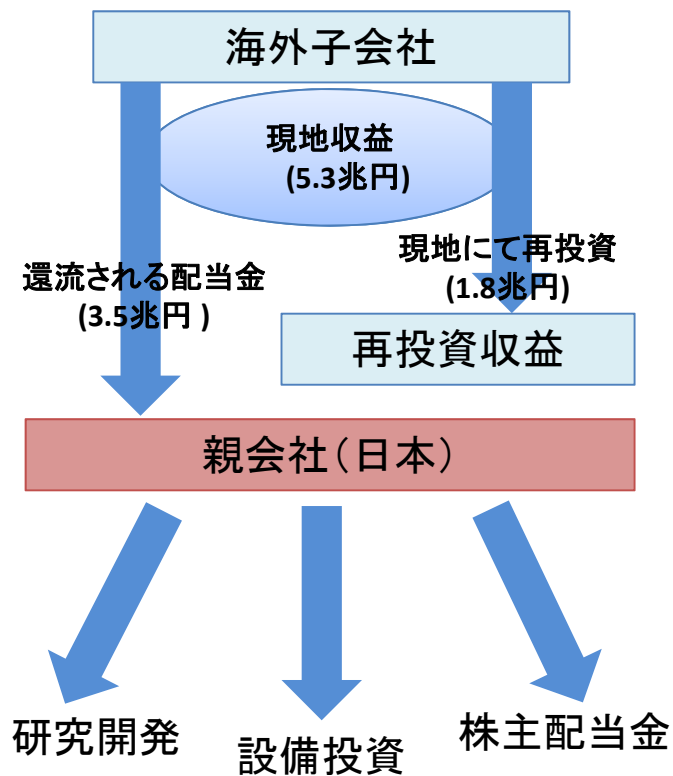 海外子会社
現地収益
(5.3兆円)
還流される配当金
(3.5兆円 )
現地にて再投資
(1.8兆円)
再投資収益
親会社(日本)
研究開発
設備投資
株主配当金